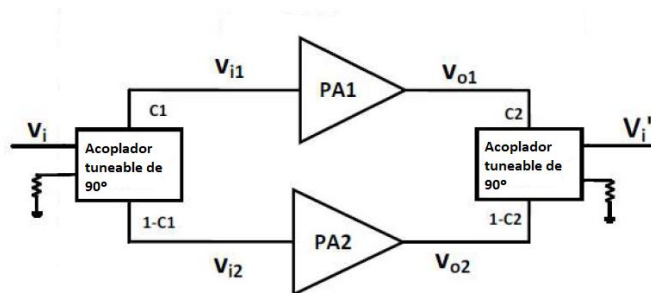 Vi1
PA1
Vo1
C1
C2
Vi
Acoplador
tuneable de
90°
Acoplador
tuneable de
90°
Vi'
1-C1
PA2
1-C2
Vi2
Vo2